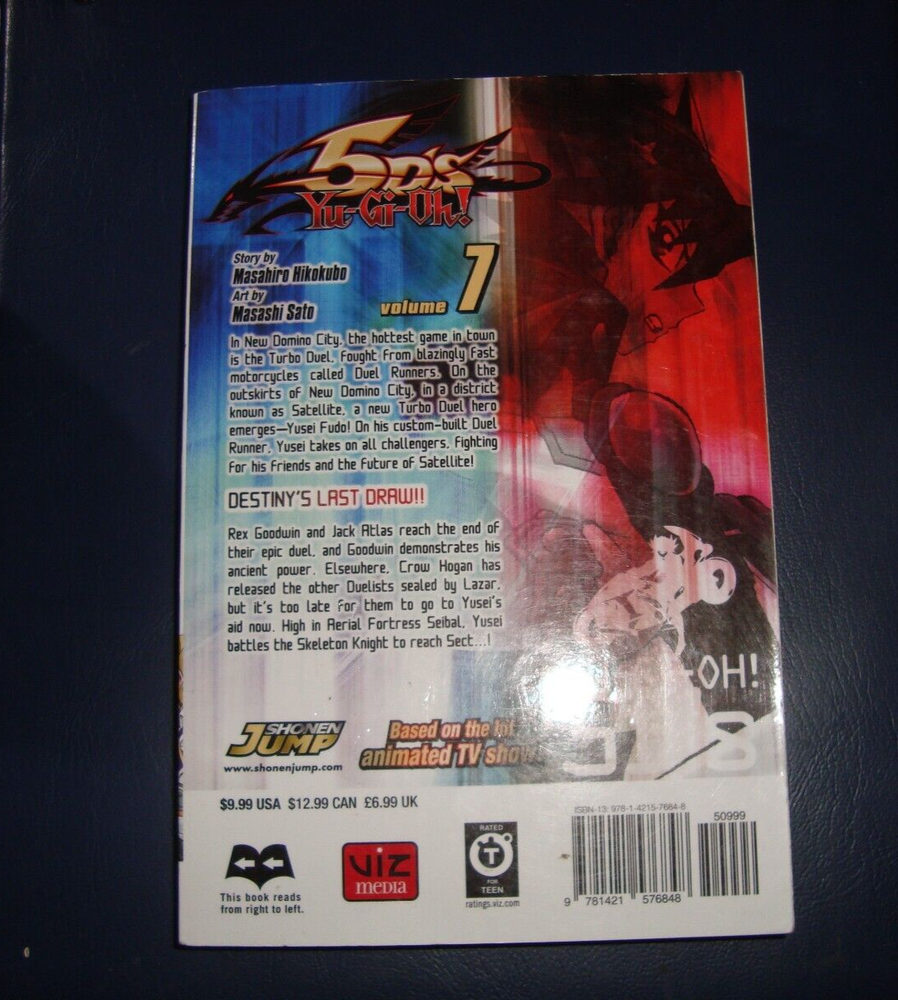 5D's
Yu-Gi-Oh!
Story by
Masahiro Hikokubo
Art by
Masashi Sato
volume 7
In New Domino City, the hottest game in town
is the Turbo Duel, fought from blazingly fast
motorcycles called Duel Runners. On the
outskirts of New Domino City, in a district
known as Satellite, a new Turbo Duel hero
emerges—Yusei Fudo! On his custom-built Duel
Runner, Yusei takes on all challengers, fighting
for his friends and the future of Satellite!
DESTINY'S LAST DRAW!!
Rex Goodwin and Jack Atlas reach the end of
their epic duel, and Goodwin demonstrates his
ancient power. Elsewhere, Crow Hogan has
released the other Duelists sealed by Lazar,
but it's too late for them to go to Yusei's
aid now. High in Aerial Fortress Seibal, Yusei
battles the Skeleton Knight to reach Sect...!
-OH!
SHONEN
JUMP
www.shonenjump.com
Based on the hit
animated TV show
$9.99 USA $12.99 CAN £6.99 UK
This book reads
from right to left.
VIZ
media
RATED
T
FOR
TEEN
ratings.viz.com
ISBN-13: 978-1-4215-7684-8
50999
9 781421 576848